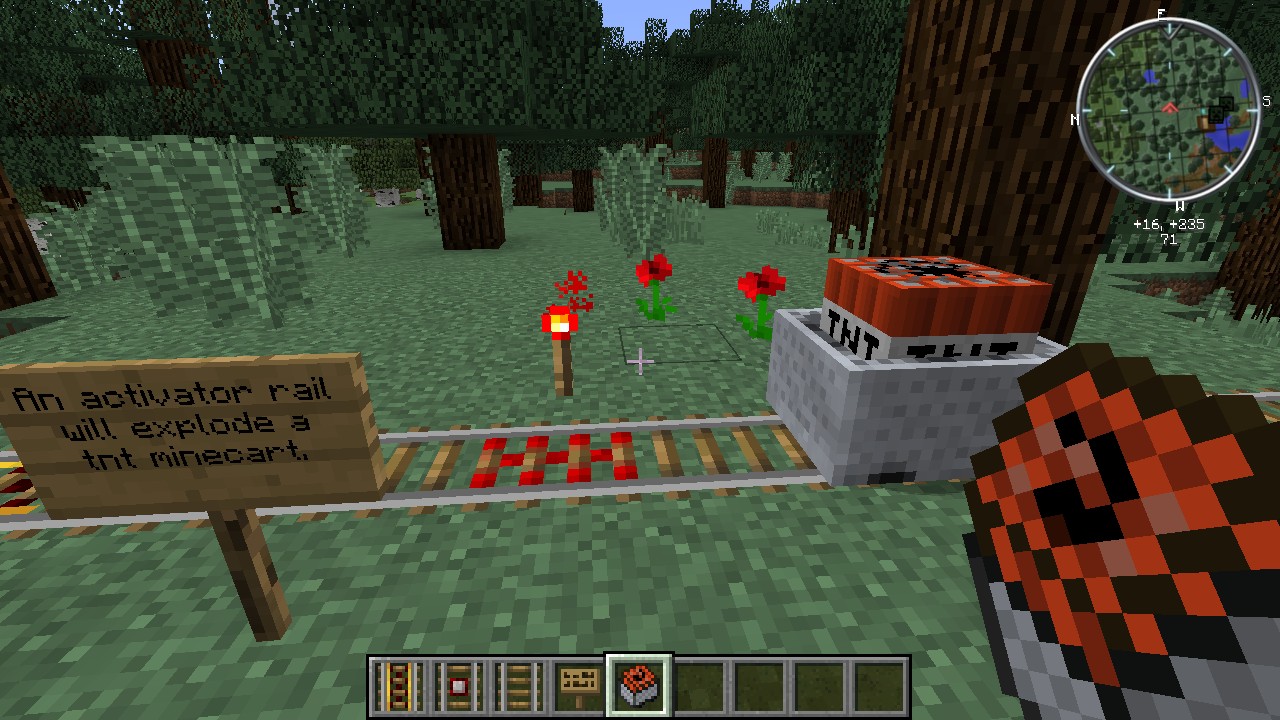 An activator rail
will explode a
tnt minecart.
TNT
E
S
N
W
+16, +235
71